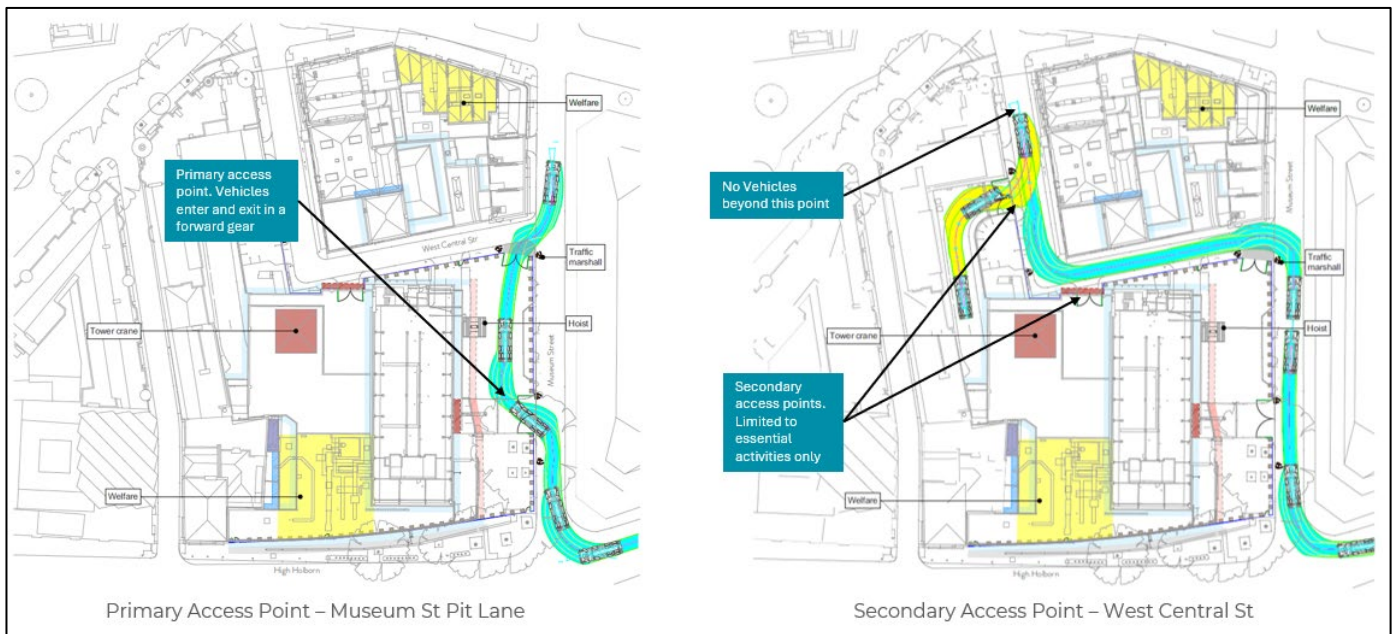 Welfare
Primary access
point. Vehicles
enter and exit in a
forward gear
West Central Str
Museum Street
Traffic
marshall
Tower crane
Hoist
Welfare
High Holborn
Primary Access Point – Museum St Pit Lane
Welfare
No Vehicles
beyond this point
Museum Street
Traffic
marshall
Tower crane
Hoist
Secondary
access points.
Limited to
essential
activities only
Welfare
High Holborn
Secondary Access Point – West Central St